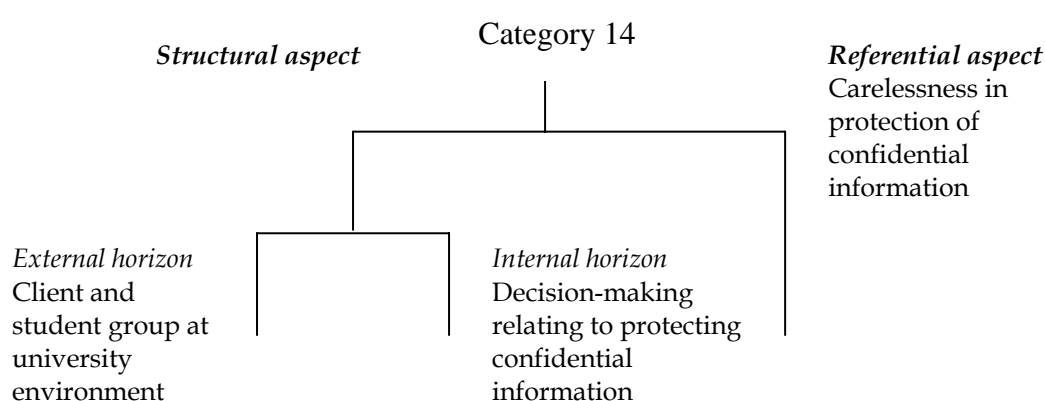 Category 14
Structural aspect
Referential aspect
Carelessness in
protection of
confidential
information
External horizon
Client and
student group at
university
environment
Internal horizon
Decision-making
relating to protecting
confidential
information